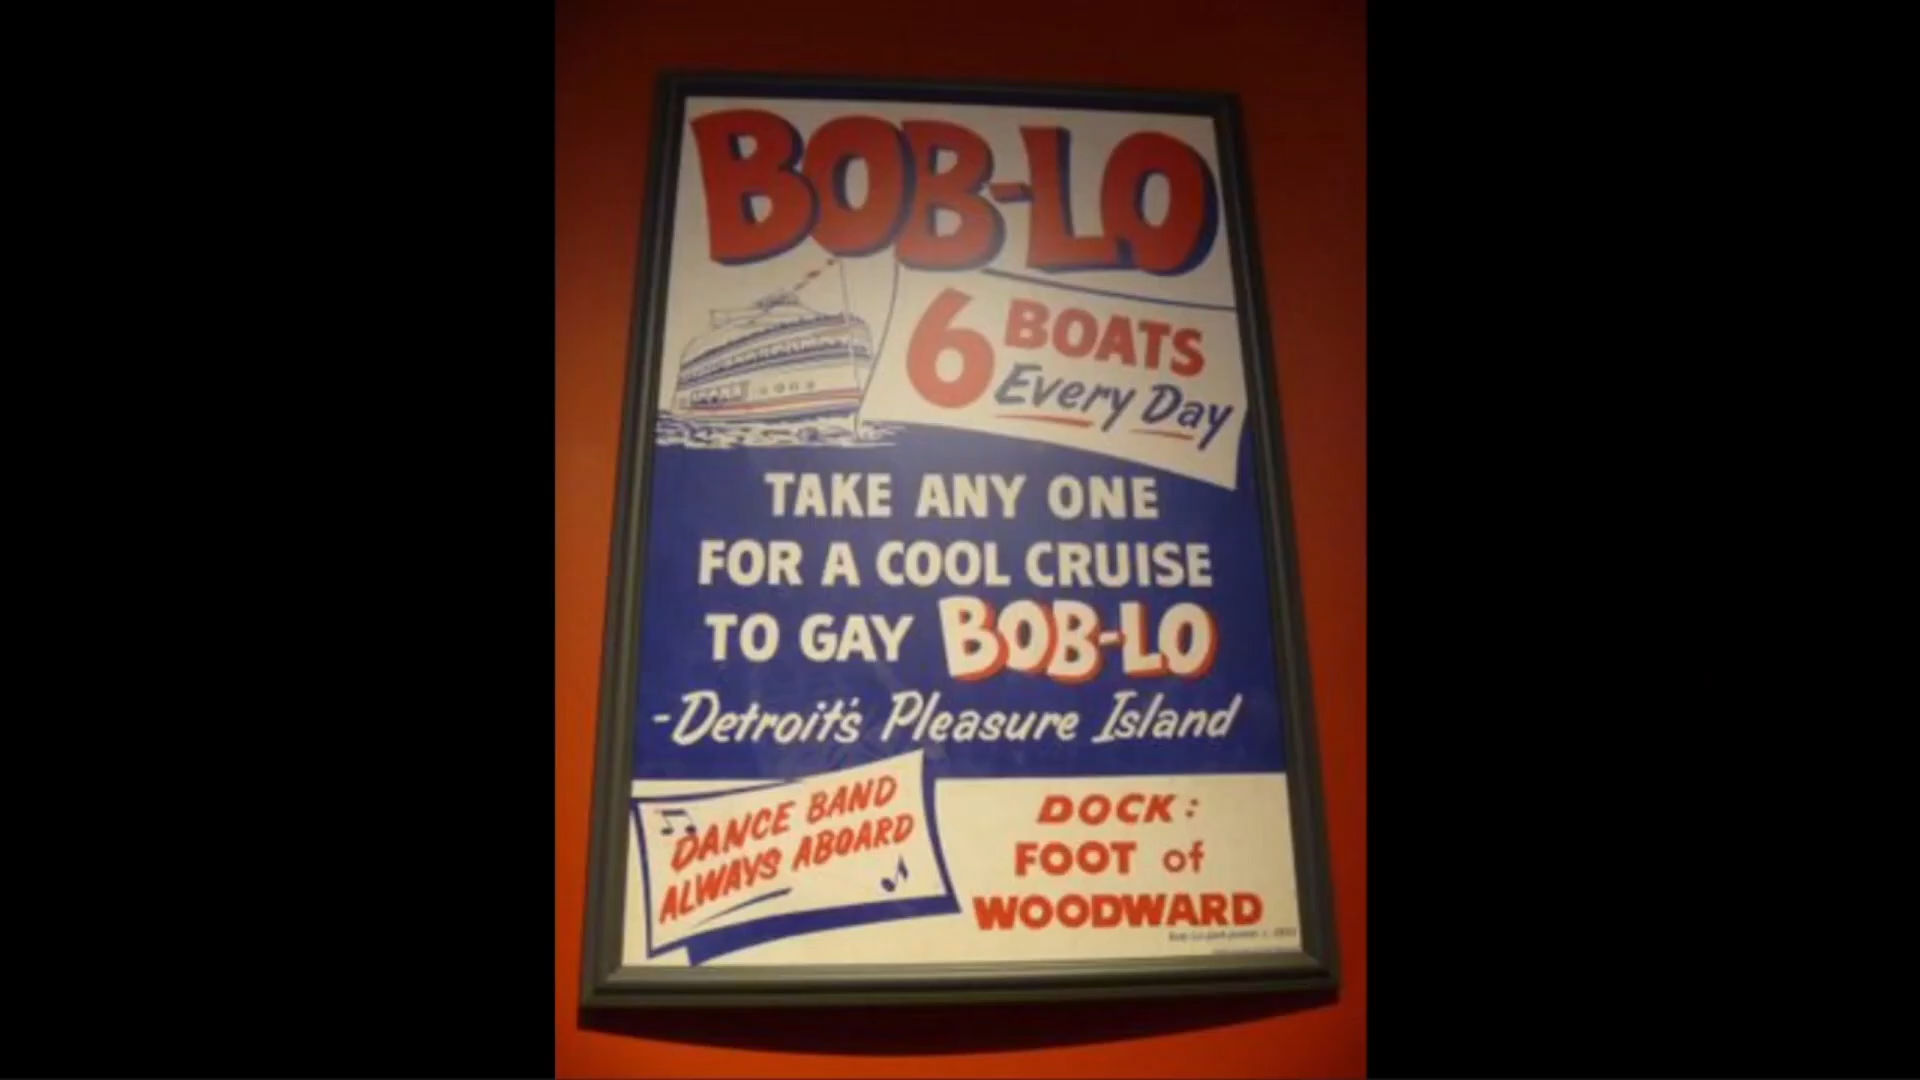 BOB-LO
6 BOATS
Every Day
TAKE ANY ONE
FOR A COOL CRUISE
TO GAY BOB-LO
-Detroit's Pleasure Island
DANCE BAND
ALWAYS ABOARD
DOCK:
FOOT of
WOODWARD